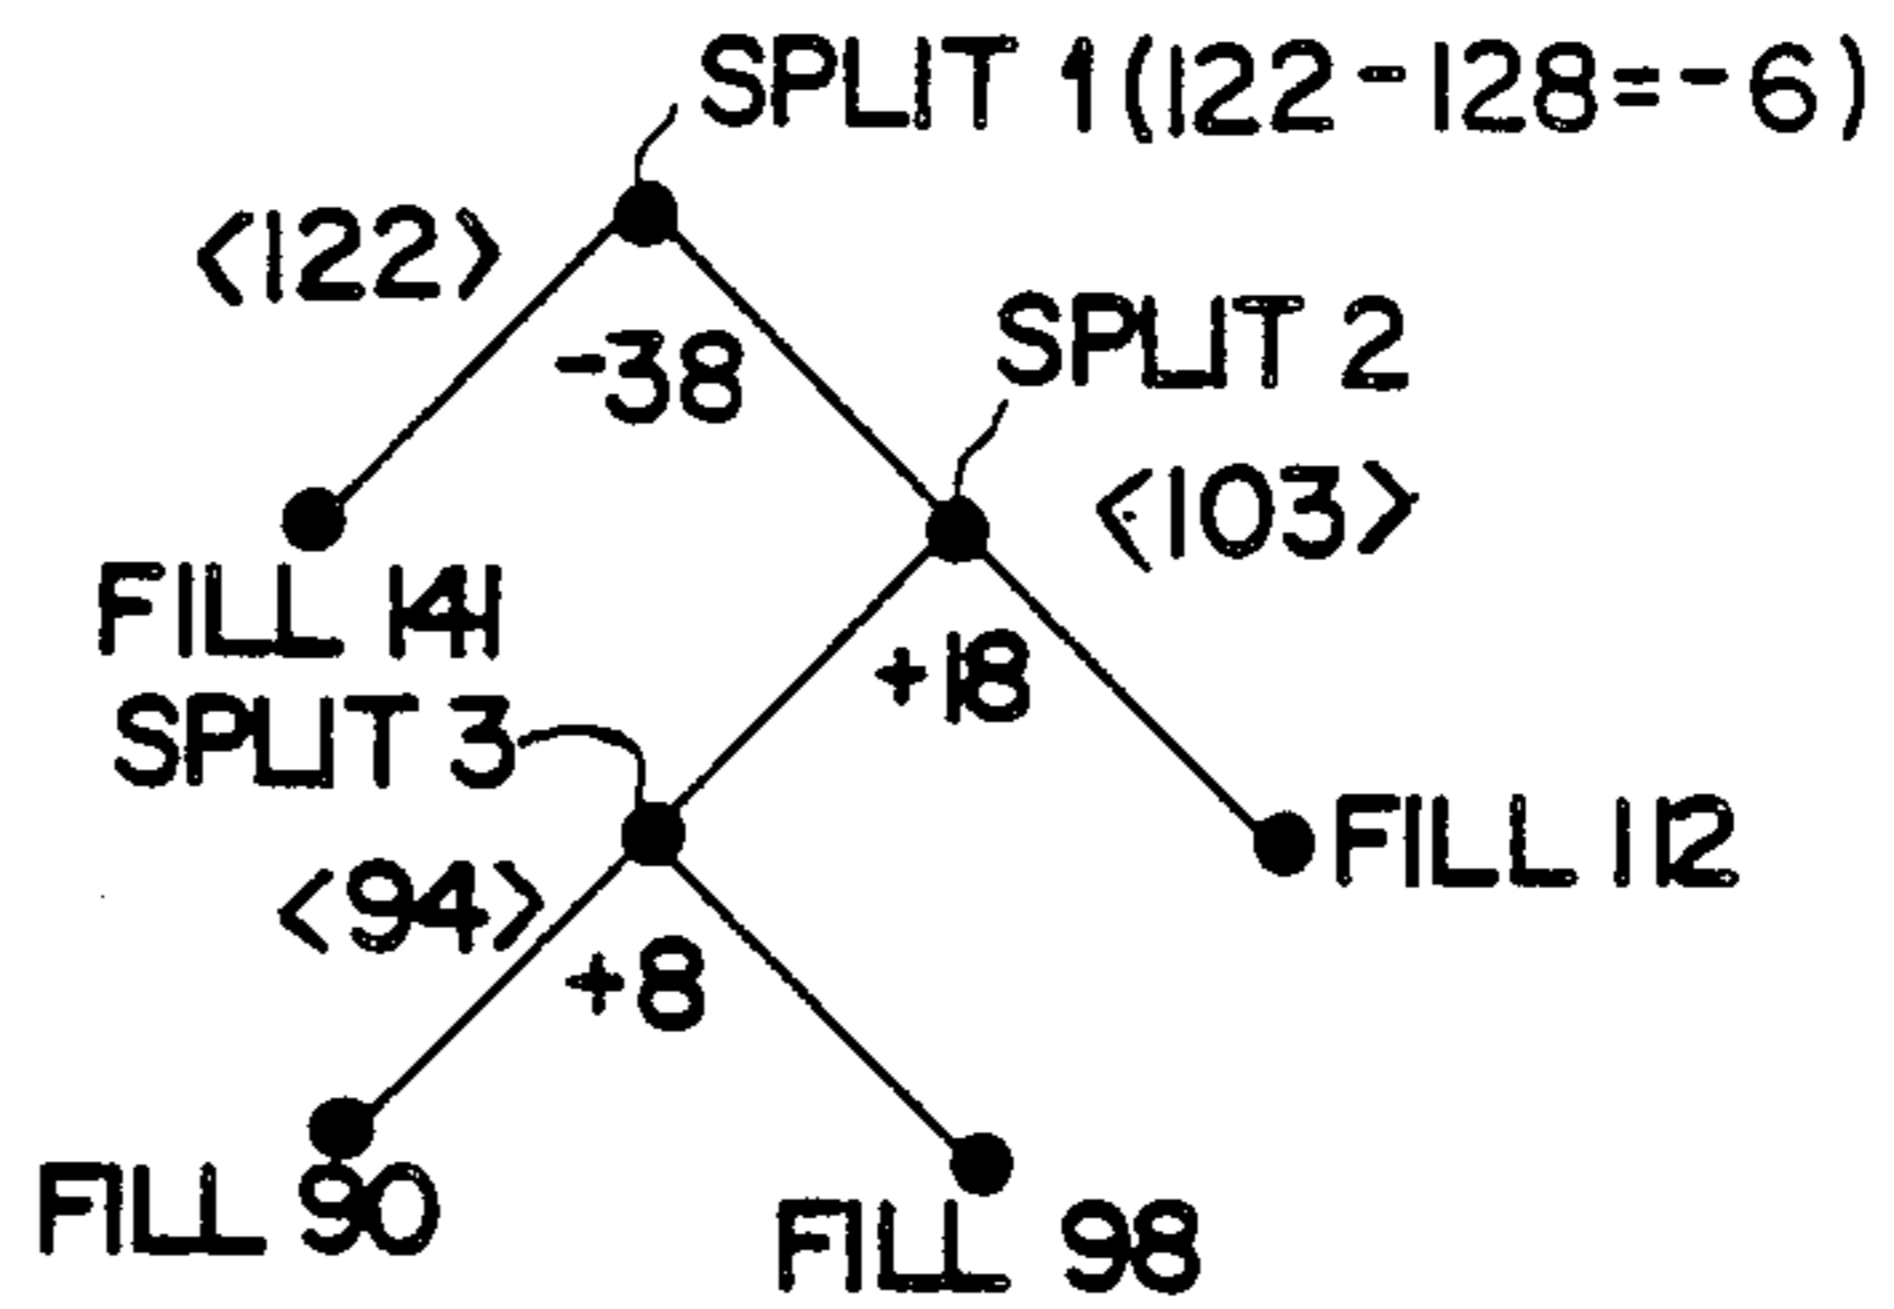 SPLIT 1(122-128=-6)
<122>
-38
SPLIT 2
<103>
FILL 141
+18
SPLIT 3
FILL 112
<94>
+8
FILL 90
FILL 98